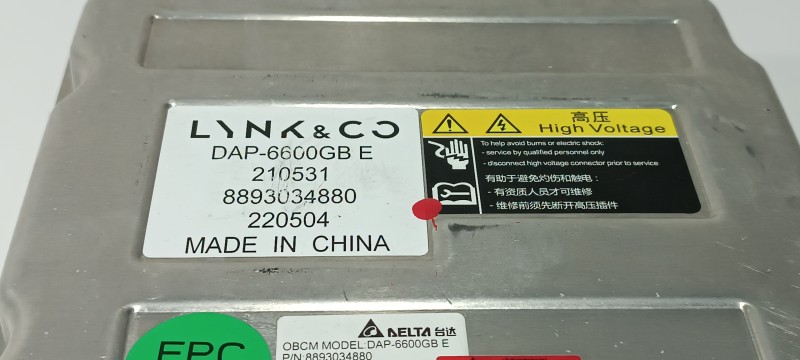 LYNK & CO
DAP-6600GB E
210531
8893034880
220504
MADE IN CHINA
高压
High Voltage
To help avoid burns or electric shock:
- service by qualified personnel only
- disconnect high voltage connector prior to service
有助于避免灼伤和触电：
- 有资质人员才可维修
- 维修前须先断开高压插件
EPC
DELTA 台达
OBCM MODEL:DAP-6600GB E
P/N:8893034880